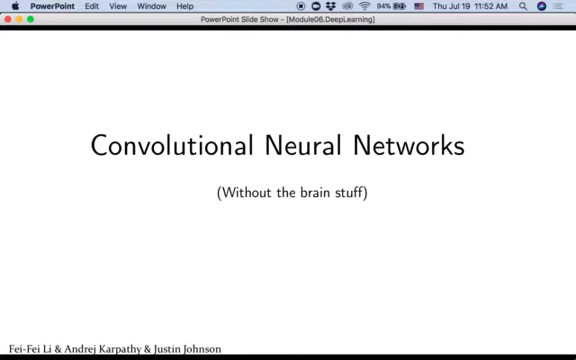 PowerPoint Edit View Window Help 94% Thu Jul 19 11:52 AM
PowerPoint Slide Show - [Module06.DeepLearning]
Convolutional Neural Networks
(Without the brain stuff)
Fei-Fei Li & Andrej Karpathy & Justin Johnson